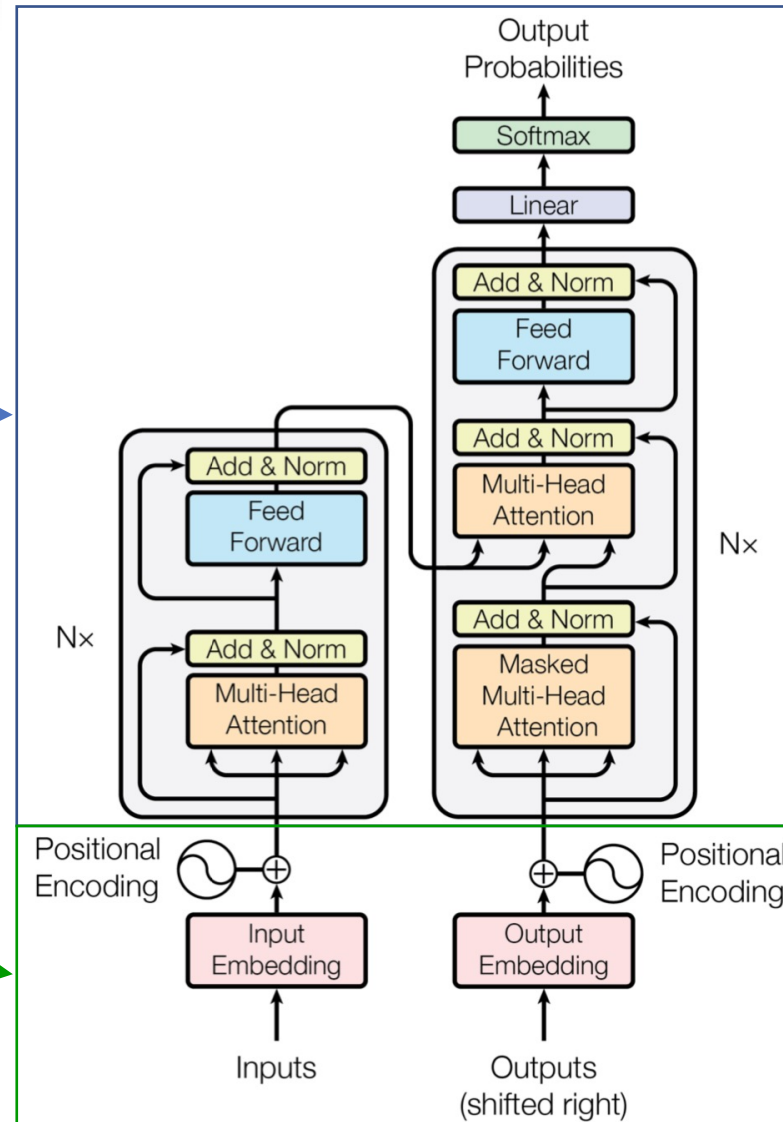 Output
Probabilities
Softmax
Linear
Add & Norm
Feed
Forward
Add & Norm
Multi-Head
Attention
Add & Norm
Masked
Multi-Head
Attention
Nx
Add & Norm
Feed
Forward
Add & Norm
Multi-Head
Attention
Nx
Positional
Encoding
Positional
Encoding
Input
Embedding
Output
Embedding
Inputs
Outputs
(shifted right)